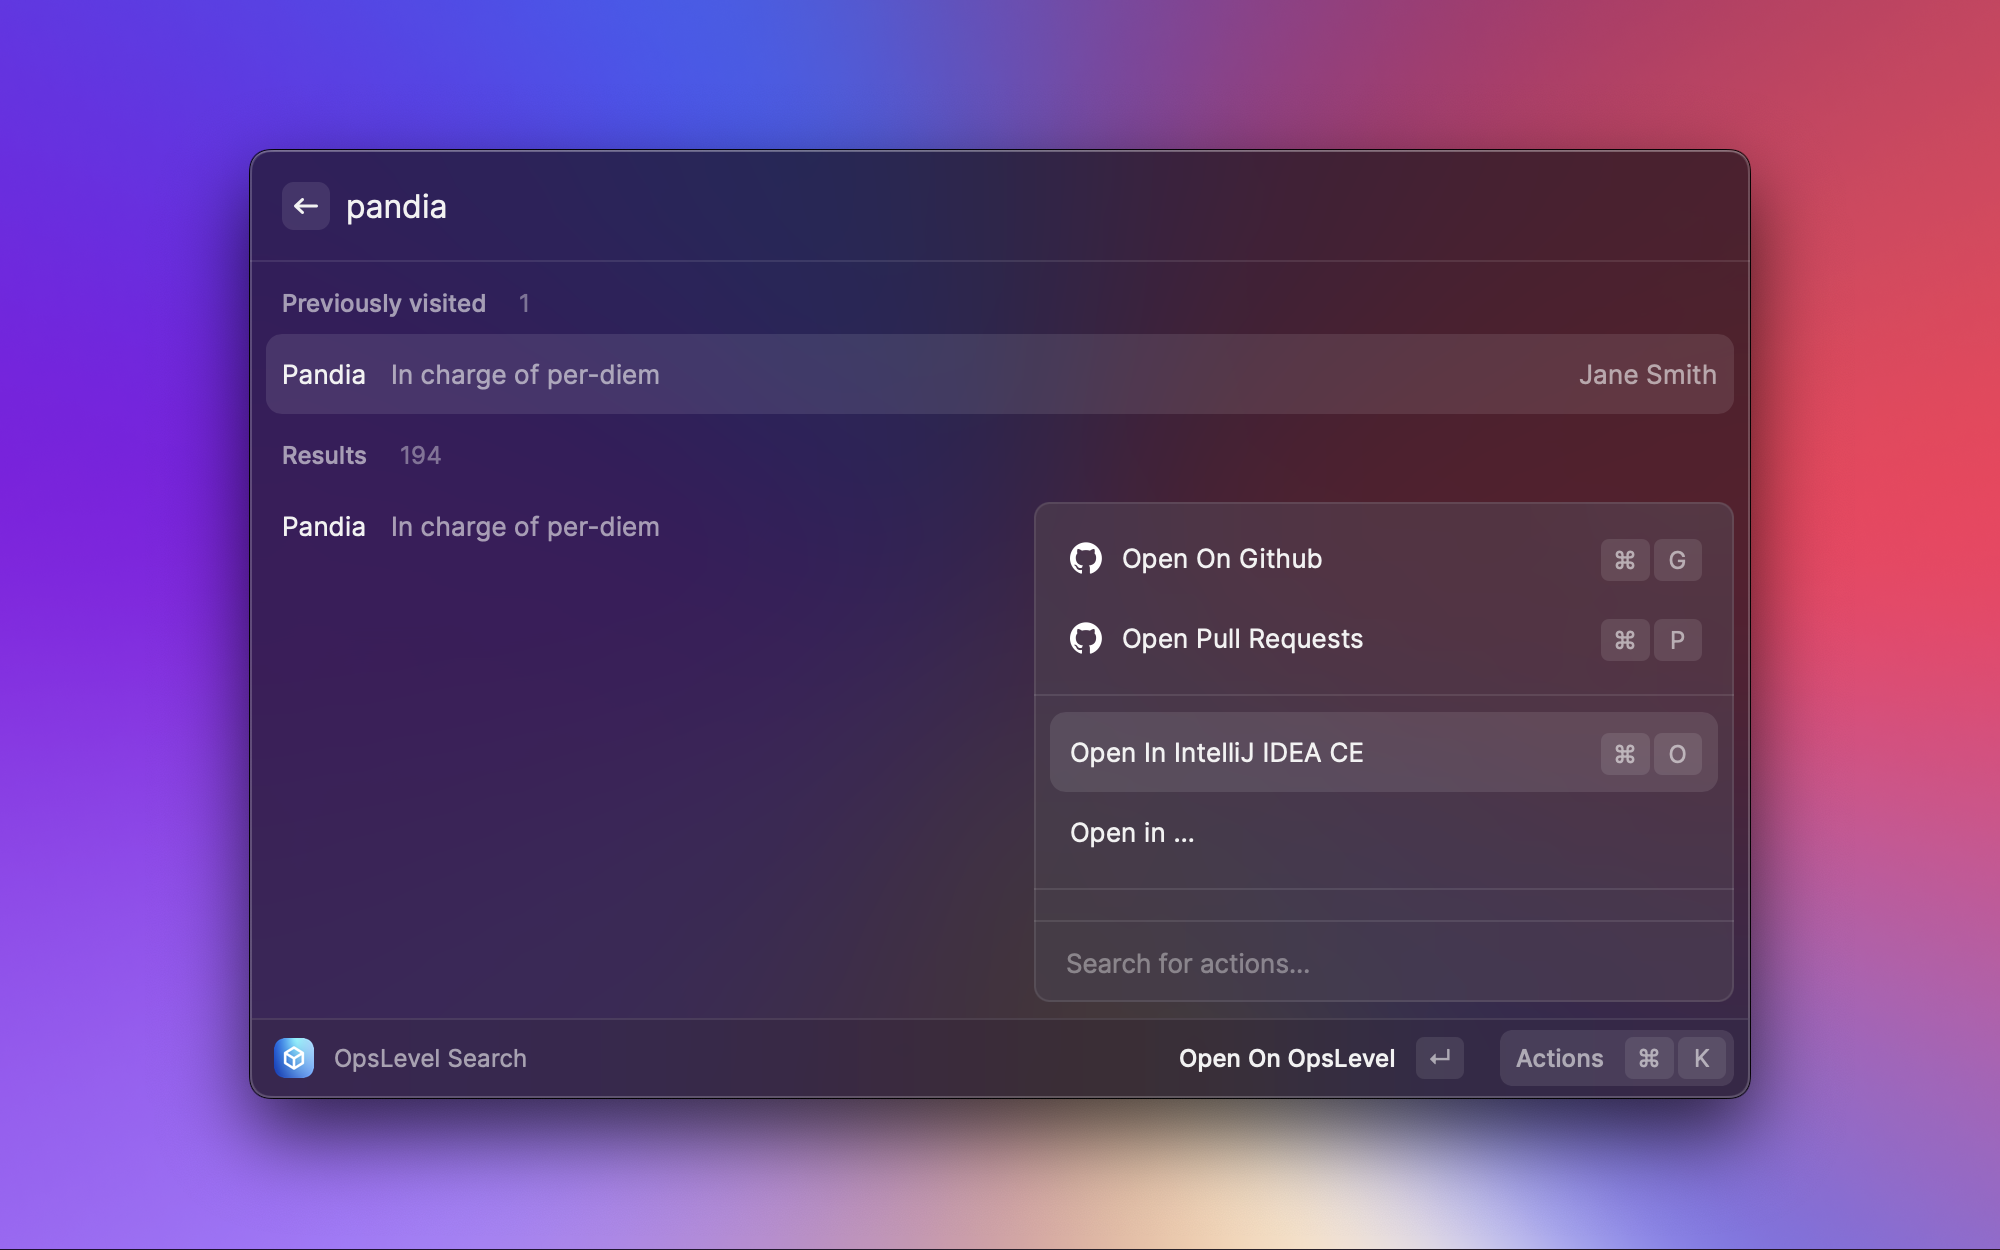 pandia
Previously visited 1
Pandia In charge of per-diem Jane Smith
Results 194
Pandia In charge of per-diem
Open On Github ⌘ G
Open Pull Requests ⌘ P
Open In IntelliJ IDEA CE ⌘ O
Open in ...
Search for actions...
OpsLevel Search Open On OpsLevel ↵ Actions ⌘ K